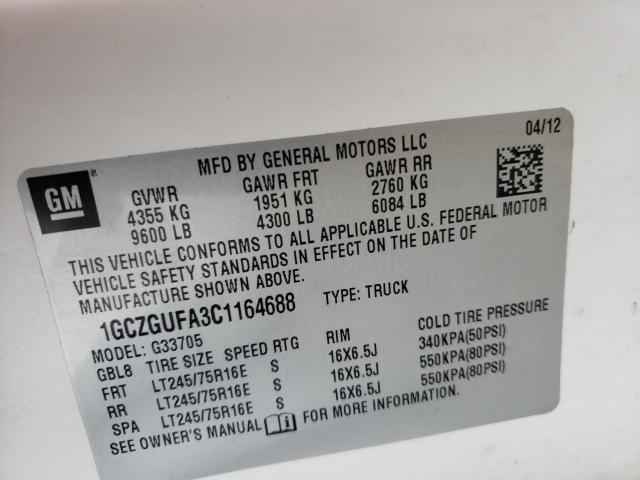 04/12
MFD BY GENERAL MOTORS LLC
GM ®
GVWR GAWR FRT GAWR RR
4355 KG 1951 KG 2760 KG
9600 LB 4300 LB 6084 LB
THIS VEHICLE CONFORMS TO ALL APPLICABLE U.S. FEDERAL MOTOR
VEHICLE SAFETY STANDARDS IN EFFECT ON THE DATE OF
MANUFACTURE SHOWN ABOVE.
1GCZGUFA3C1164688 TYPE: TRUCK
MODEL: G33705
GBL8 TIRE SIZE SPEED RTG RIM COLD TIRE PRESSURE
FRT LT245/75R16E S 16X6.5J 340KPA(50PSI)
RR LT245/75R16E S 16X6.5J 550KPA(80PSI)
SPA LT245/75R16E S 16X6.5J 550KPA(80PSI)
SEE OWNER'S MANUAL i FOR MORE INFORMATION.